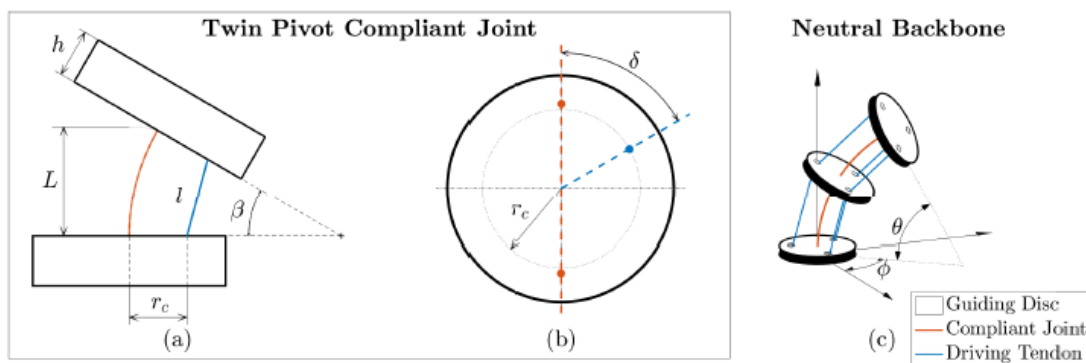 Twin Pivot Compliant Joint
Neutral Backbone
h
L
l
β
r_c
(a)
δ
r_c
(b)
θ
ϕ
(c)
Guiding Disc
Compliant Joint
Driving Tendon